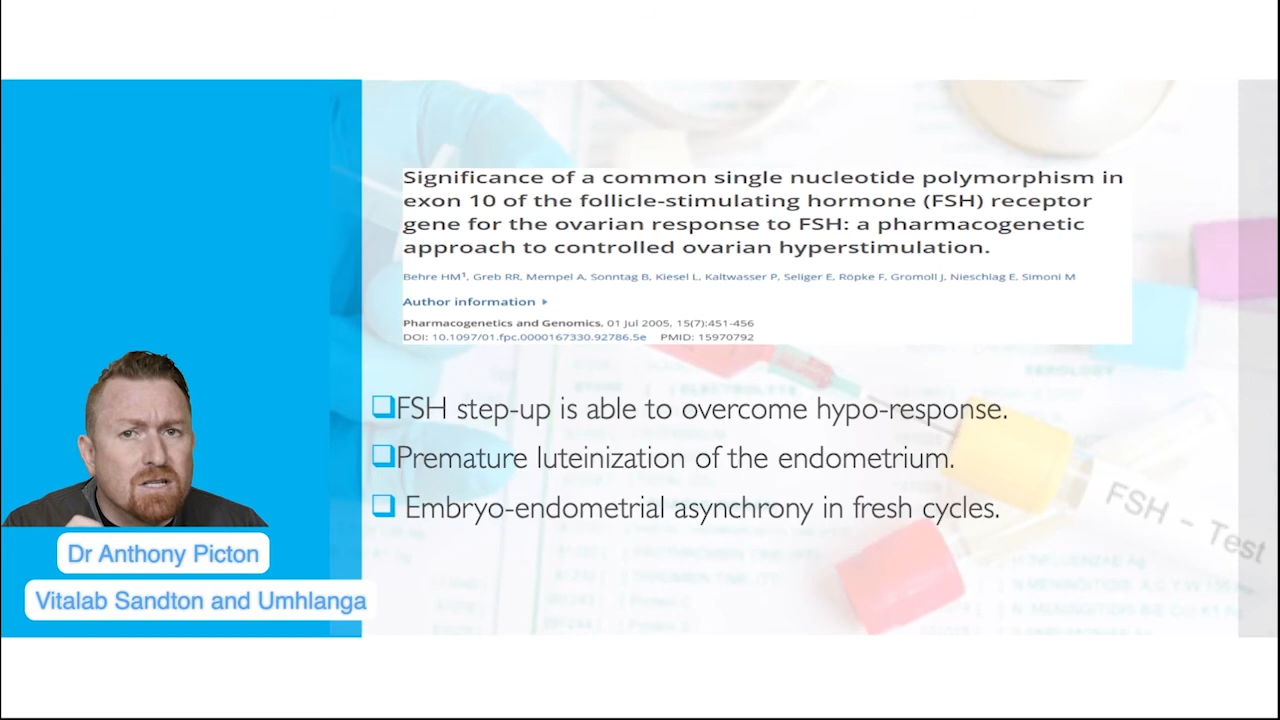 Significance of a common single nucleotide polymorphism in
exon 10 of the follicle-stimulating hormone (FSH) receptor
gene for the ovarian response to FSH: a pharmacogenetic
approach to controlled ovarian hyperstimulation.
Behre HM¹, Greb RR, Mempel A, Sonntag B, Kiesel L, Kaltwasser P, Seliger E, Röpke F, Gromoll J, Nieschlag E, Simoni M
Author information ▸
Pharmacogenetics and Genomics, 01 Jul 2005, 15(7):451-456
DOI: 10.1097/01.fpc.0000167330.92786.5e PMID: 15970792
❑FSH step-up is able to overcome hypo-response.
❑Premature luteinization of the endometrium.
❑ Embryo-endometrial asynchrony in fresh cycles.
FSH - Test
Dr Anthony Picton
Vitalab Sandton and Umhlanga